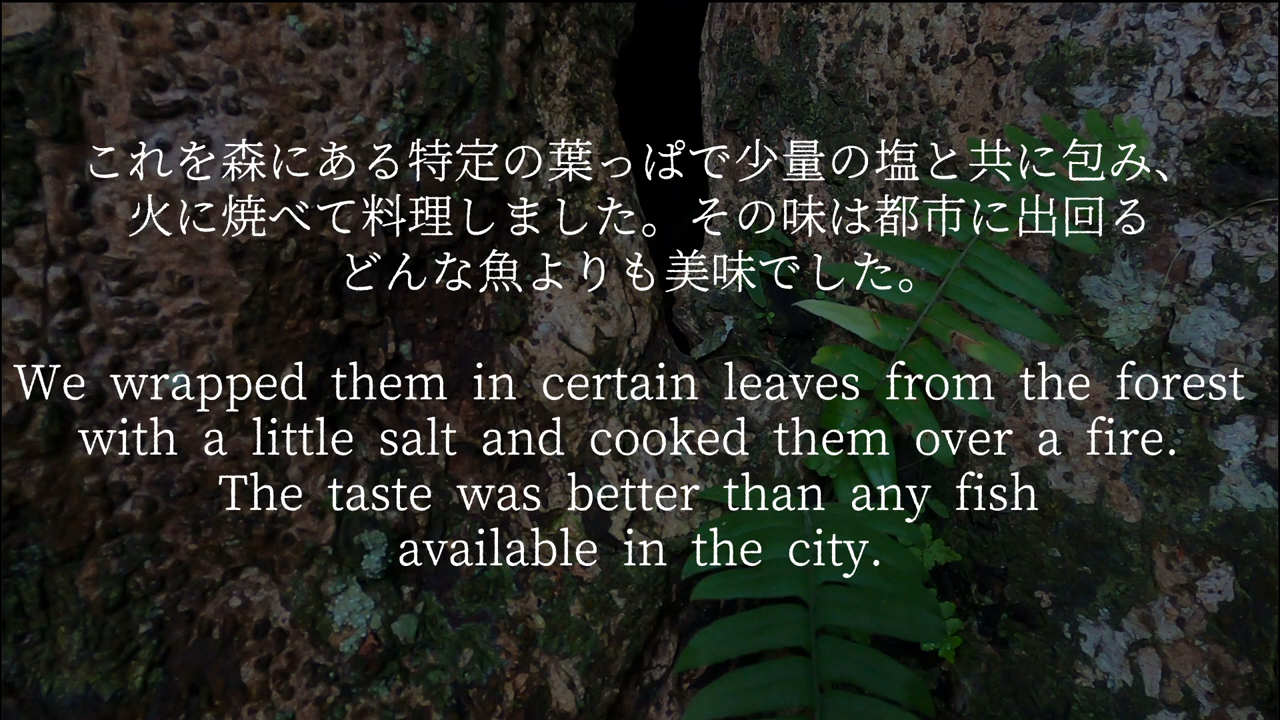 これを森にある特定の葉っぱで少量の塩と共に包み、
火に焼べて料理しました。その味は都市に出回る
どんな魚よりも美味でした。
We wrapped them in certain leaves from the forest
with a little salt and cooked them over a fire.
The taste was better than any fish
available in the city.